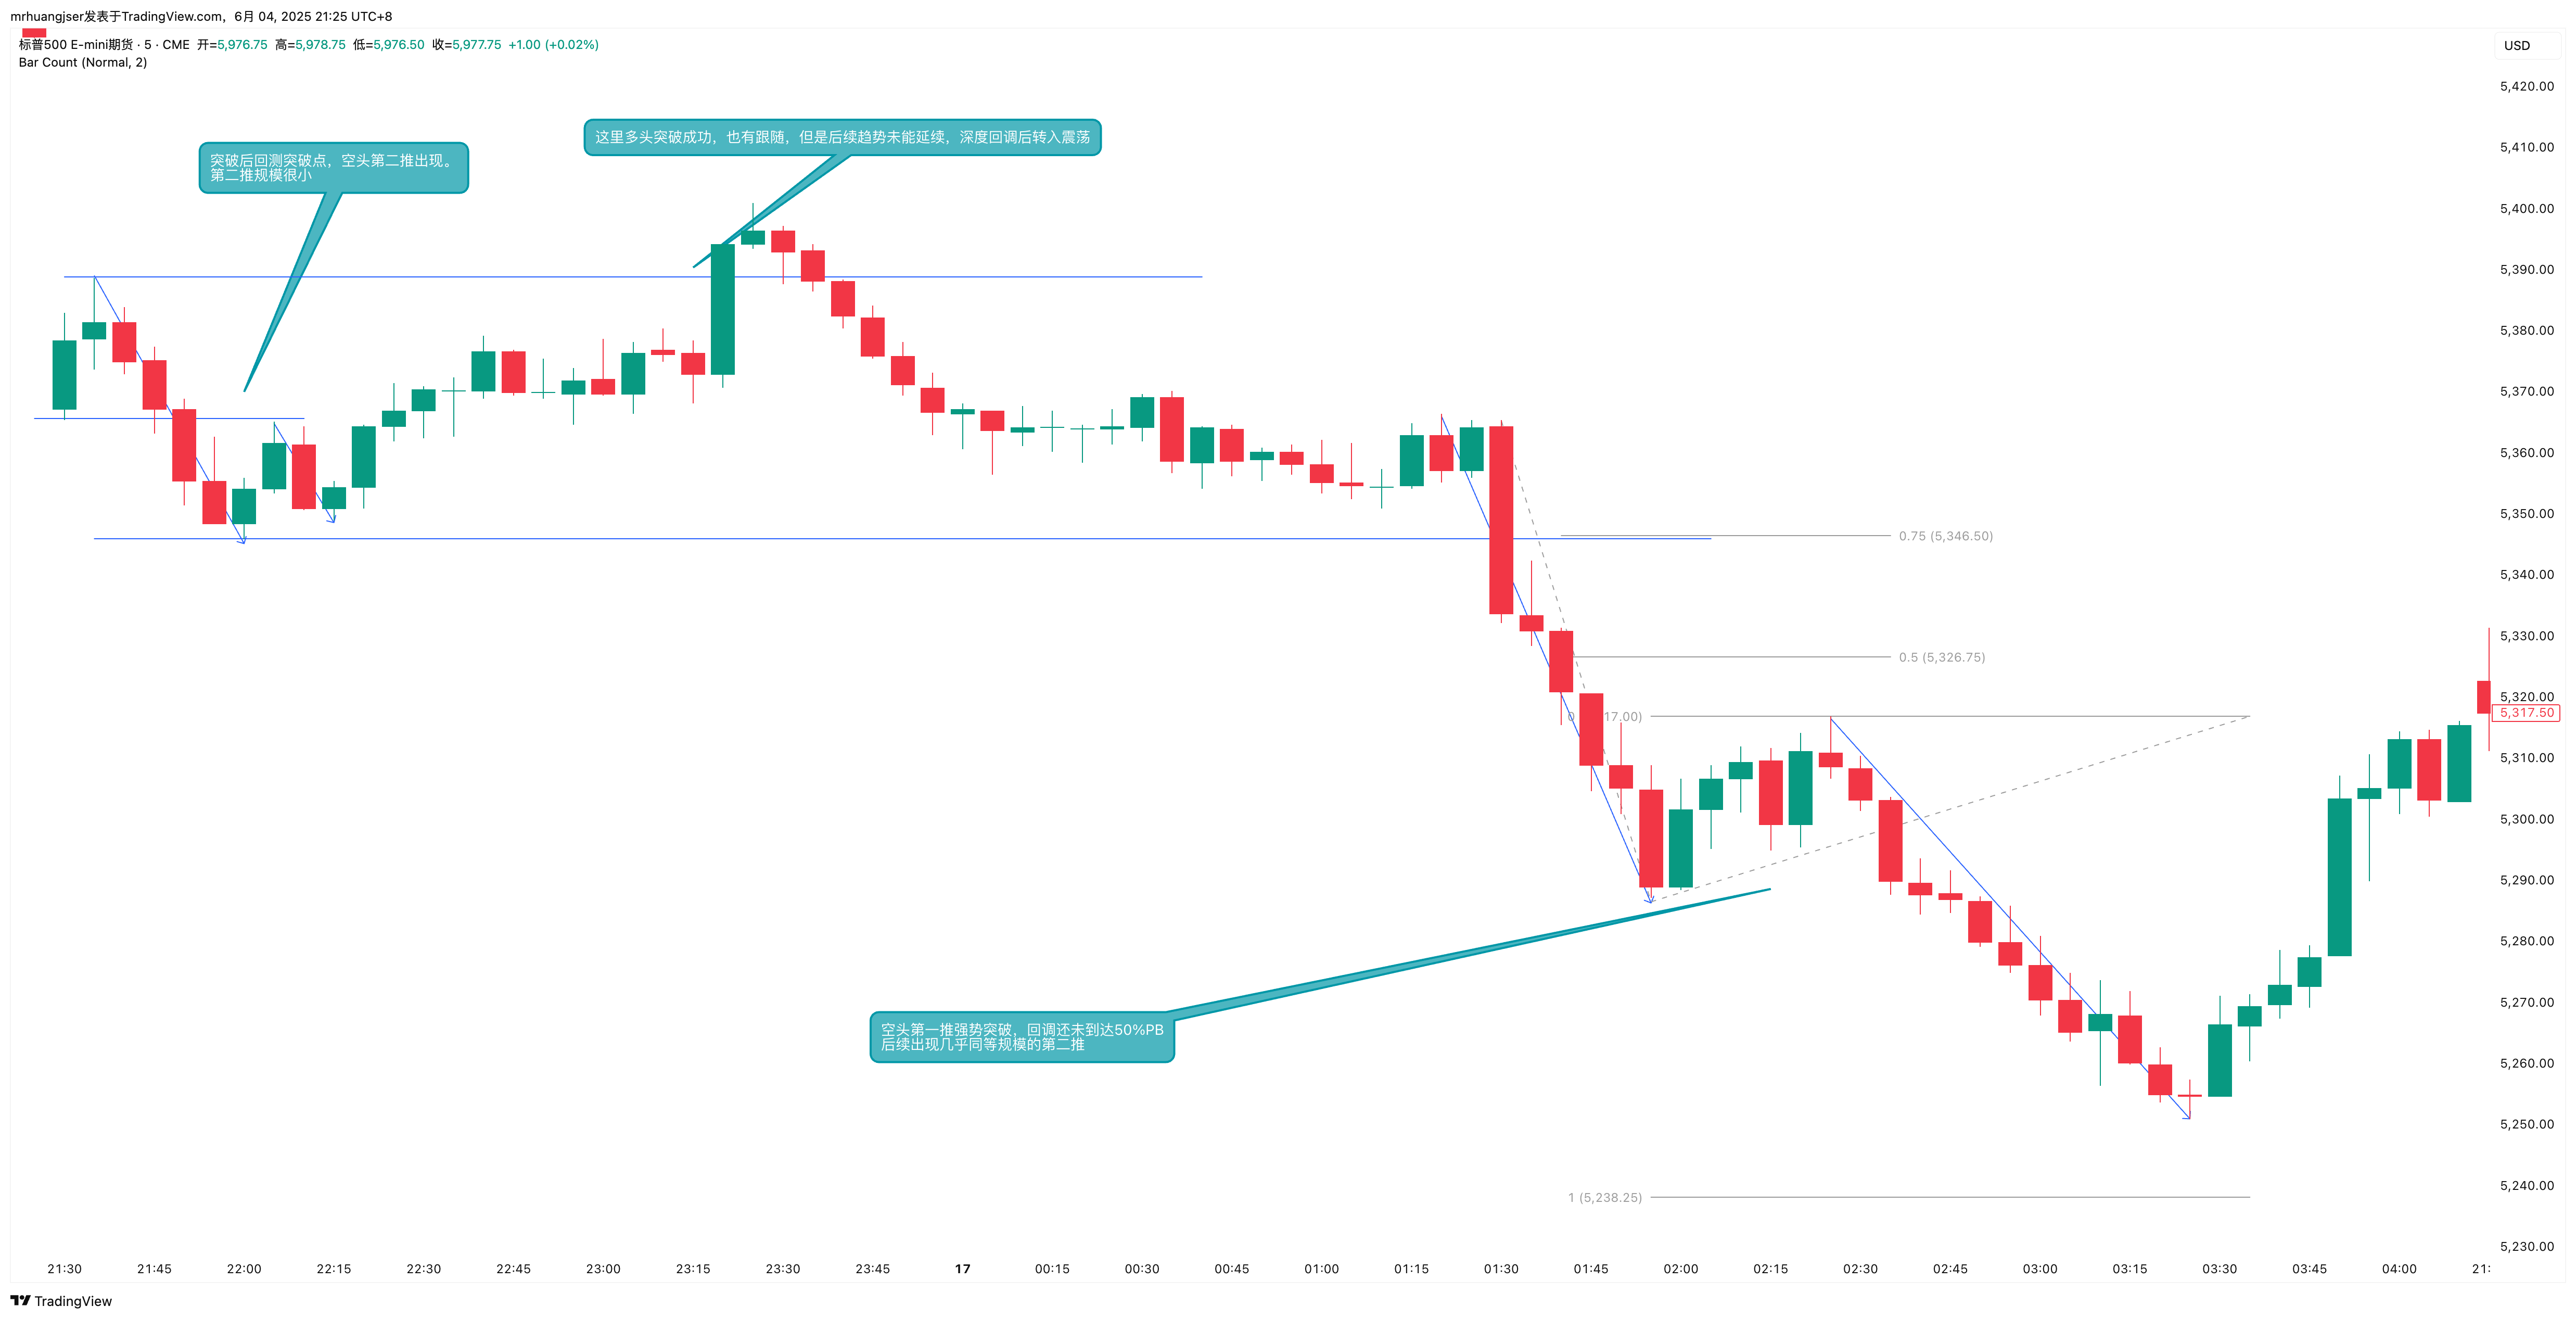 mrhuangjser发表于TradingView.com，6月 04, 2025 21:25 UTC+8
标普500 E-mini期货 · 5 · CME 开=5,976.75 高=5,978.75 低=5,976.50 收=5,977.75 +1.00 (+0.02%)
Bar Count (Normal, 2)
USD
突破后回测突破点，空头第二推出现。
第二推规模很小
这里多头突破成功，也有跟随，但是后续趋势未能延续，深度回调后转入震荡
0.75 (5,346.50)
0.5 (5,326.75)
17.00)
空头第一推强势突破，回调还未到达50%PB
后续出现几乎同等规模的第二推
1 (5,238.25)
5,420.00
5,410.00
5,400.00
5,390.00
5,380.00
5,370.00
5,360.00
5,350.00
5,340.00
5,330.00
5,320.00
5,317.50
5,310.00
5,300.00
5,290.00
5,280.00
5,270.00
5,260.00
5,250.00
5,240.00
5,230.00
21:30 21:45 22:00 22:15 22:30 22:45 23:00 23:15 23:30 23:45 17 00:15 00:30 00:45 01:00 01:15 01:30 01:45 02:00 02:15 02:30 02:45 03:00 03:15 03:30 03:45 04:00 21:
TradingView